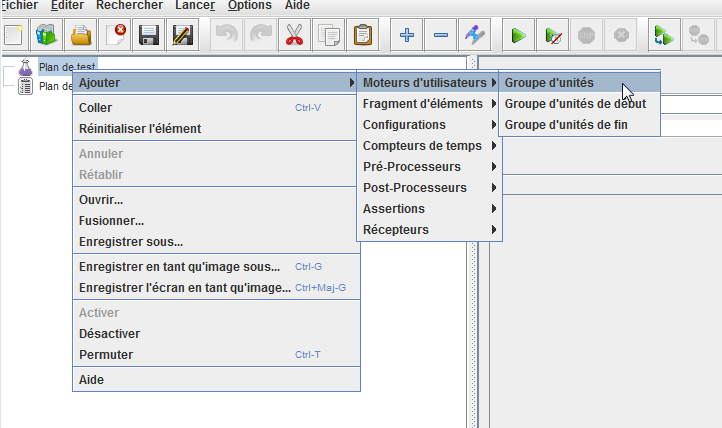 Fichier Éditer Rechercher Lancer Options Aide
Plan de test
Plan de
Ajouter
Coller Ctrl-V
Réinitialiser l'élément
Annuler
Rétablir
Ouvrir...
Fusionner...
Enregistrer sous...
Enregistrer en tant qu'image sous... Ctrl-G
Enregistrer l'écran en tant qu'image... Ctrl+Maj-G
Activer
Désactiver
Permuter Ctrl-T
Aide
Moteurs d'utilisateurs
Fragment d'éléments
Configurations
Compteurs de temps
Pré-Processeurs
Post-Processeurs
Assertions
Récepteurs
Groupe d'unités
Groupe d'unités de début
Groupe d'unités de fin